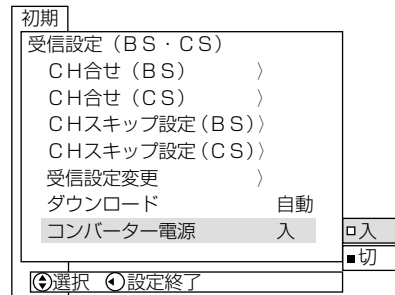 初期
受信設定（ＢＳ・ＣＳ）
ＣＨ合せ（ＢＳ） 〉
ＣＨ合せ（ＣＳ） 〉
ＣＨスキップ設定（ＢＳ）〉
ＣＨスキップ設定（ＣＳ）〉
受信設定変更 〉
ダウンロード 自動
コンバーター電源 入 □入
■切
選択 設定終了